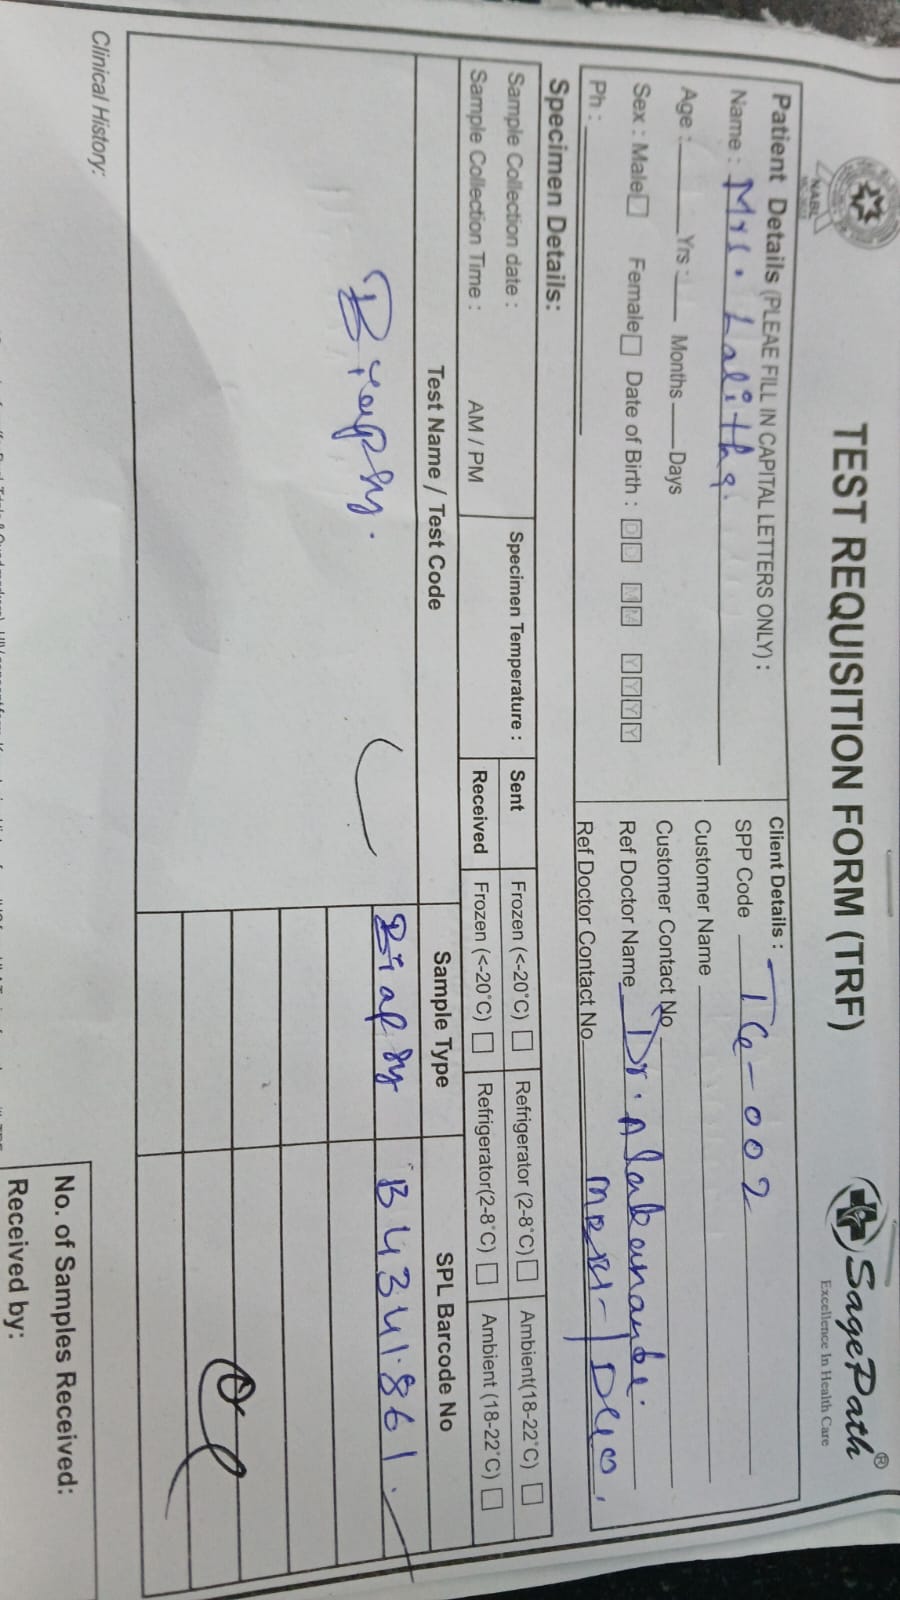 NABL
TEST REQUISITION FORM (TRF)
SagePath®
Excellence In Health Care
Patient Details (PLEAE FILL IN CAPITAL LETTERS ONLY) :
Name : Mrs. Lalitha.
Age : Yrs : Months Days
Sex : Male Female Date of Birth : D D M M Y Y Y Y
Ph :
Client Details :
SPP Code
Customer Name
Customer Contact No
Ref Doctor Name Dr.
Ref Doctor Contact No.
Specimen Details:
Sample Collection date :
Sample Collection Time : AM / PM
Specimen Temperature :
Sent Frozen (<-20°C) Refrigerator (2-8°C) Ambient(18-22°C)
Received Frozen (<-20°C) Refrigerator(2-8°C) Ambient (18-22°C)
Test Name / Test Code Sample Type SPL Barcode No
Biopsy. Biopsy B4341861.
Clinical History:
No. of Samples Received:
Received by: